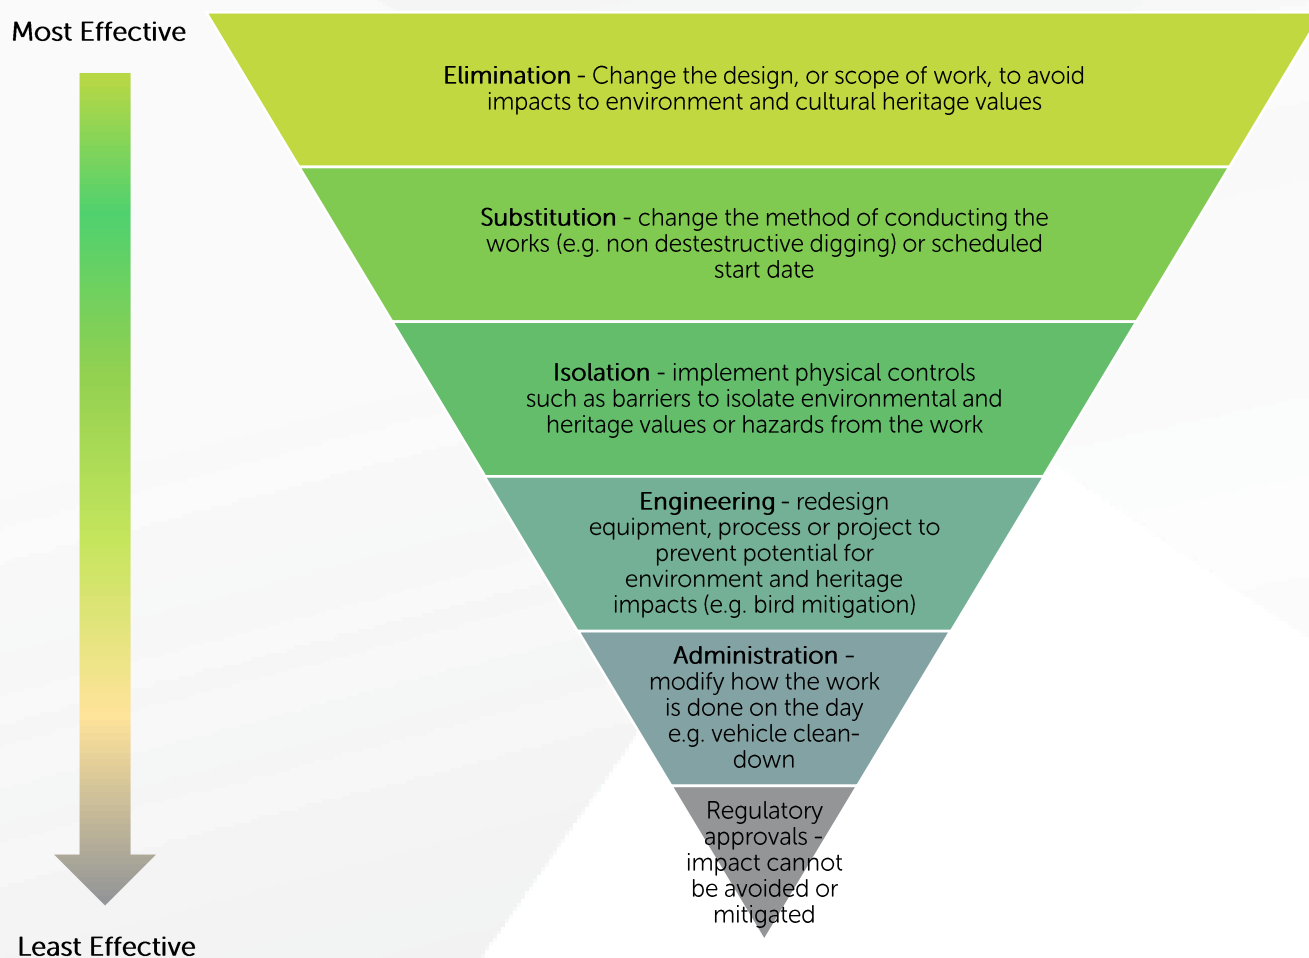 Most Effective
Elimination - Change the design, or scope of work, to avoid
impacts to environment and cultural heritage values
Substitution - change the method of conducting the
works (e.g. non destestructive digging) or scheduled
start date
Isolation - implement physical controls
such as barriers to isolate environmental and
heritage values or hazards from the work
Engineering - redesign
equipment, process or project to
prevent potential for
environment and heritage
impacts (e.g. bird mitigation)
Administration -
modify how the work
is done on the day
e.g. vehicle clean-
down
Regulatory
approvals -
impact cannot
be avoided or
mitigated
Least Effective